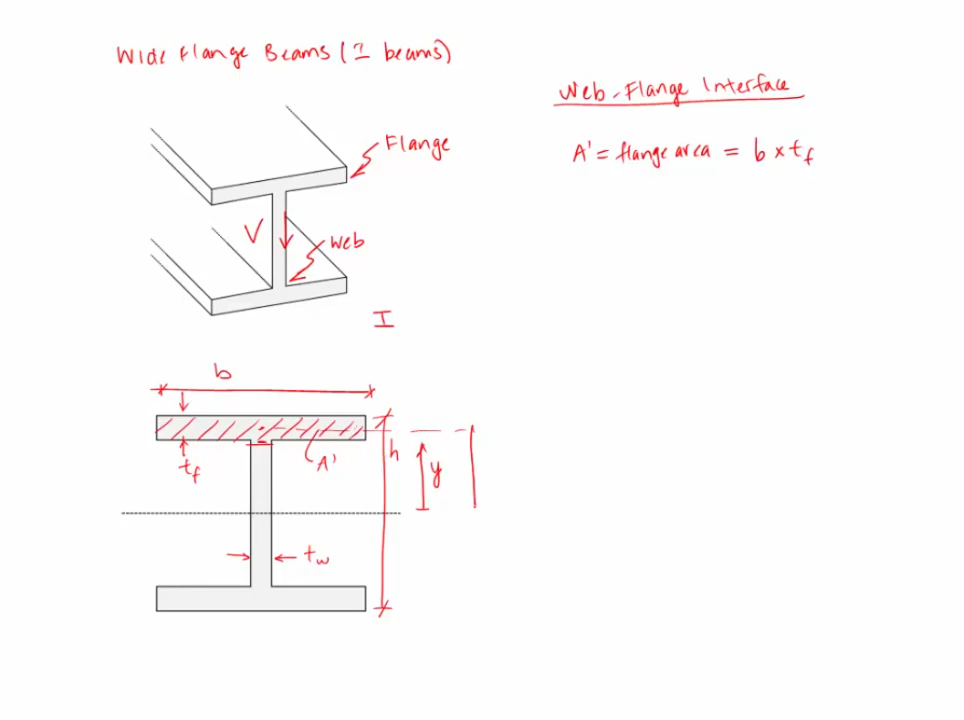 Wide Flange Beams (I beams)
Web-Flange Interface
Flange
A' = flange area = b × tf
V
Web
I
b
h
tf
A'
y
tw